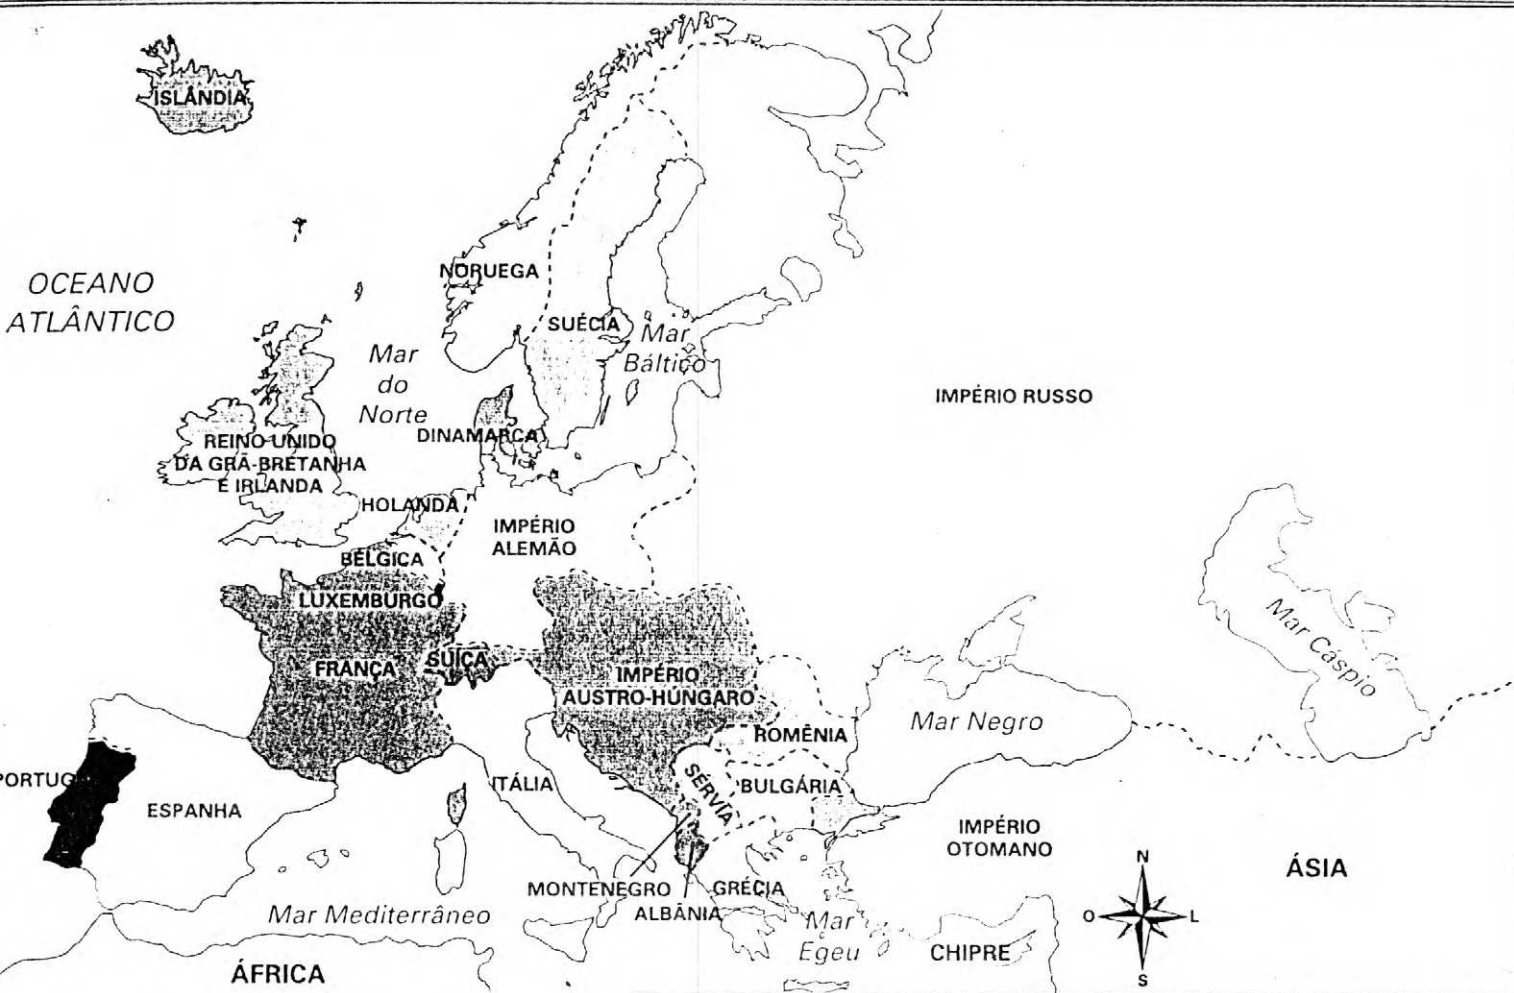 ISLÂNDIA
OCEANO
ATLÂNTICO
NORUEGA
SUÉCIA
Mar
Báltico
Mar
do
Norte
IMPÉRIO RUSSO
DINAMARCA
REINO UNIDO
DA GRÃ-BRETANHA
E IRLANDA
HOLANDA
IMPÉRIO
ALEMÃO
BÉLGICA
LUXEMBURGO
FRANÇA
SUÍÇA
IMPÉRIO
AUSTRO-HÚNGARO
Mar Cáspio
Mar Negro
ROMÊNIA
PORTUG
ESPANHA
ITÁLIA
SÉRVIA
BULGÁRIA
IMPÉRIO
OTOMANO
ÁSIA
MONTENEGRO
ALBÂNIA
GRÉCIA
Mar Mediterrâneo
Mar
Egeu
CHIPRE
ÁFRICA
N
O
L
S